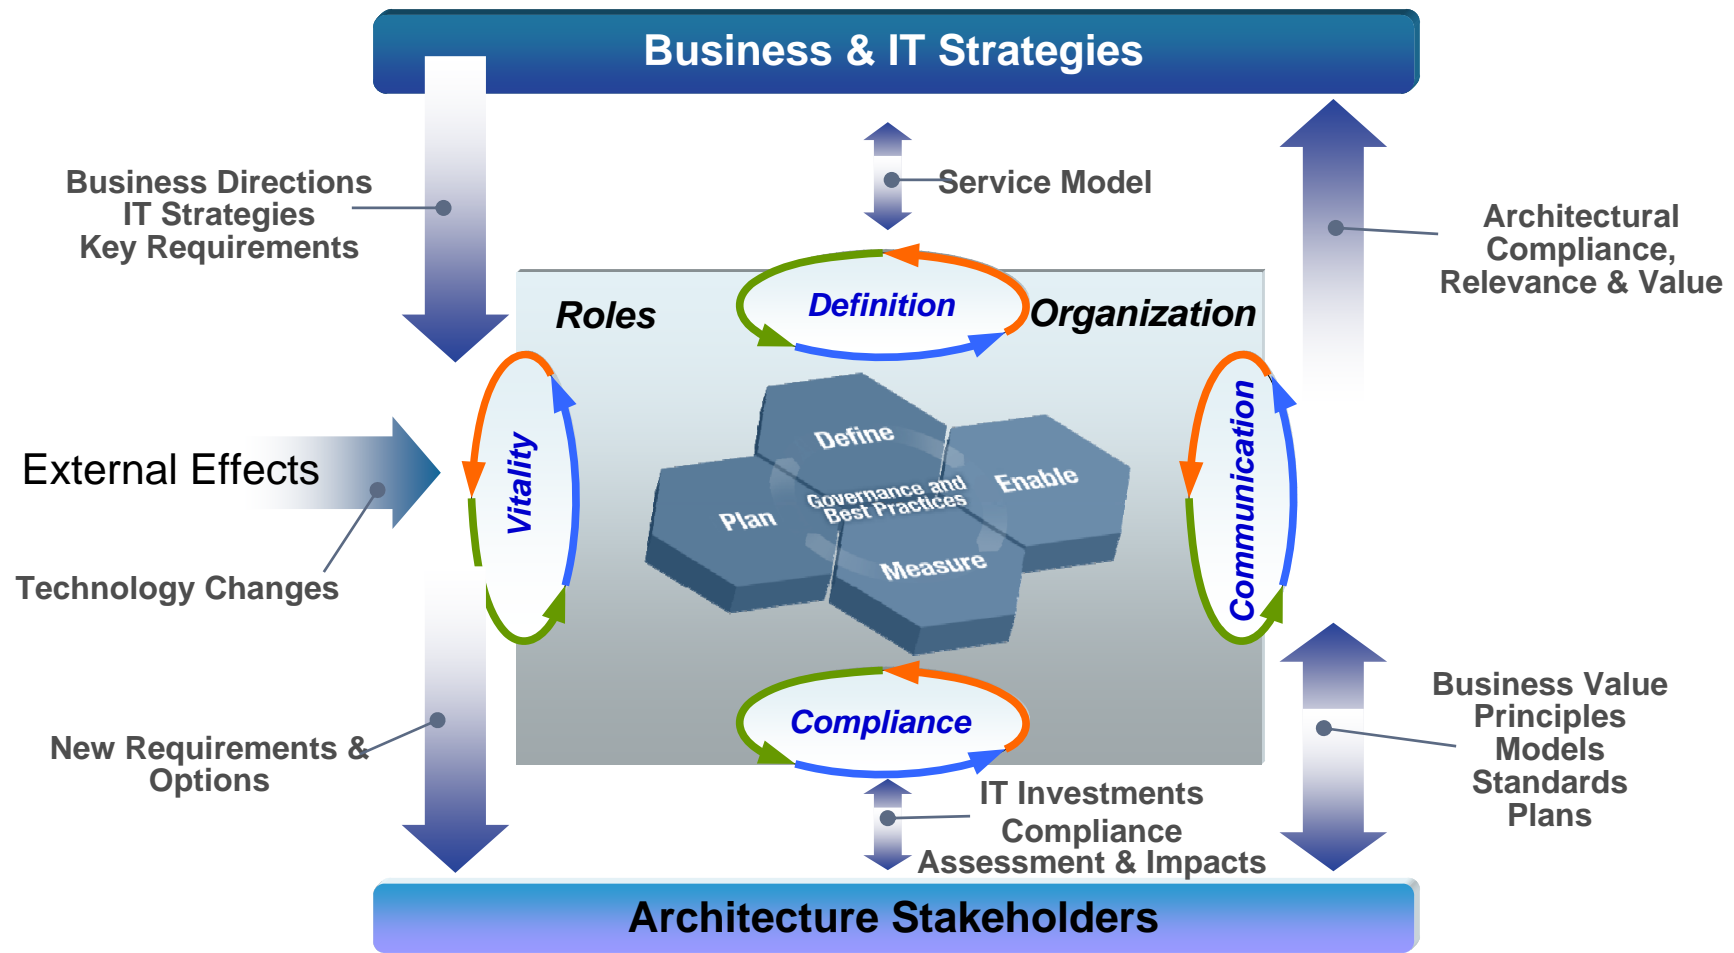 Business & IT Strategies
Business Directions
IT Strategies
Key Requirements
Service Model
Architectural
Compliance,
Relevance & Value
Roles
Definition
Organization
External Effects
Vitality
Define
Enable
Governance and
Best Practices
Plan
Measure
Communication
Technology Changes
New Requirements &
Options
Compliance
Business Value
Principles
Models
Standards
Plans
IT Investments
Compliance
Assessment & Impacts
Architecture Stakeholders